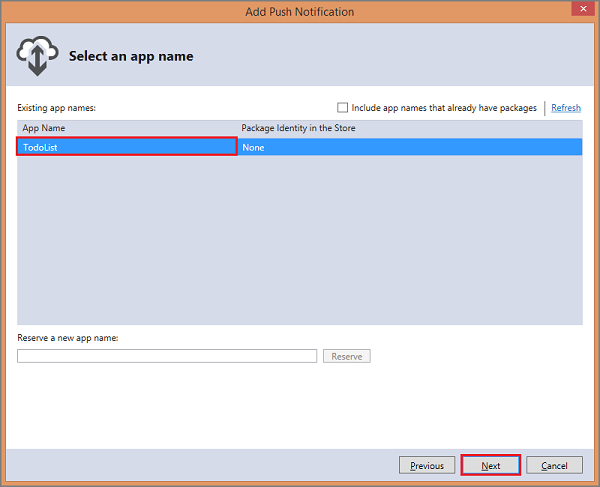 Add Push Notification
Select an app name
Existing app names:
Include app names that already have packages
Refresh
App Name Package Identity in the Store
TodoList None
Reserve a new app name:
Reserve
Previous Next Cancel